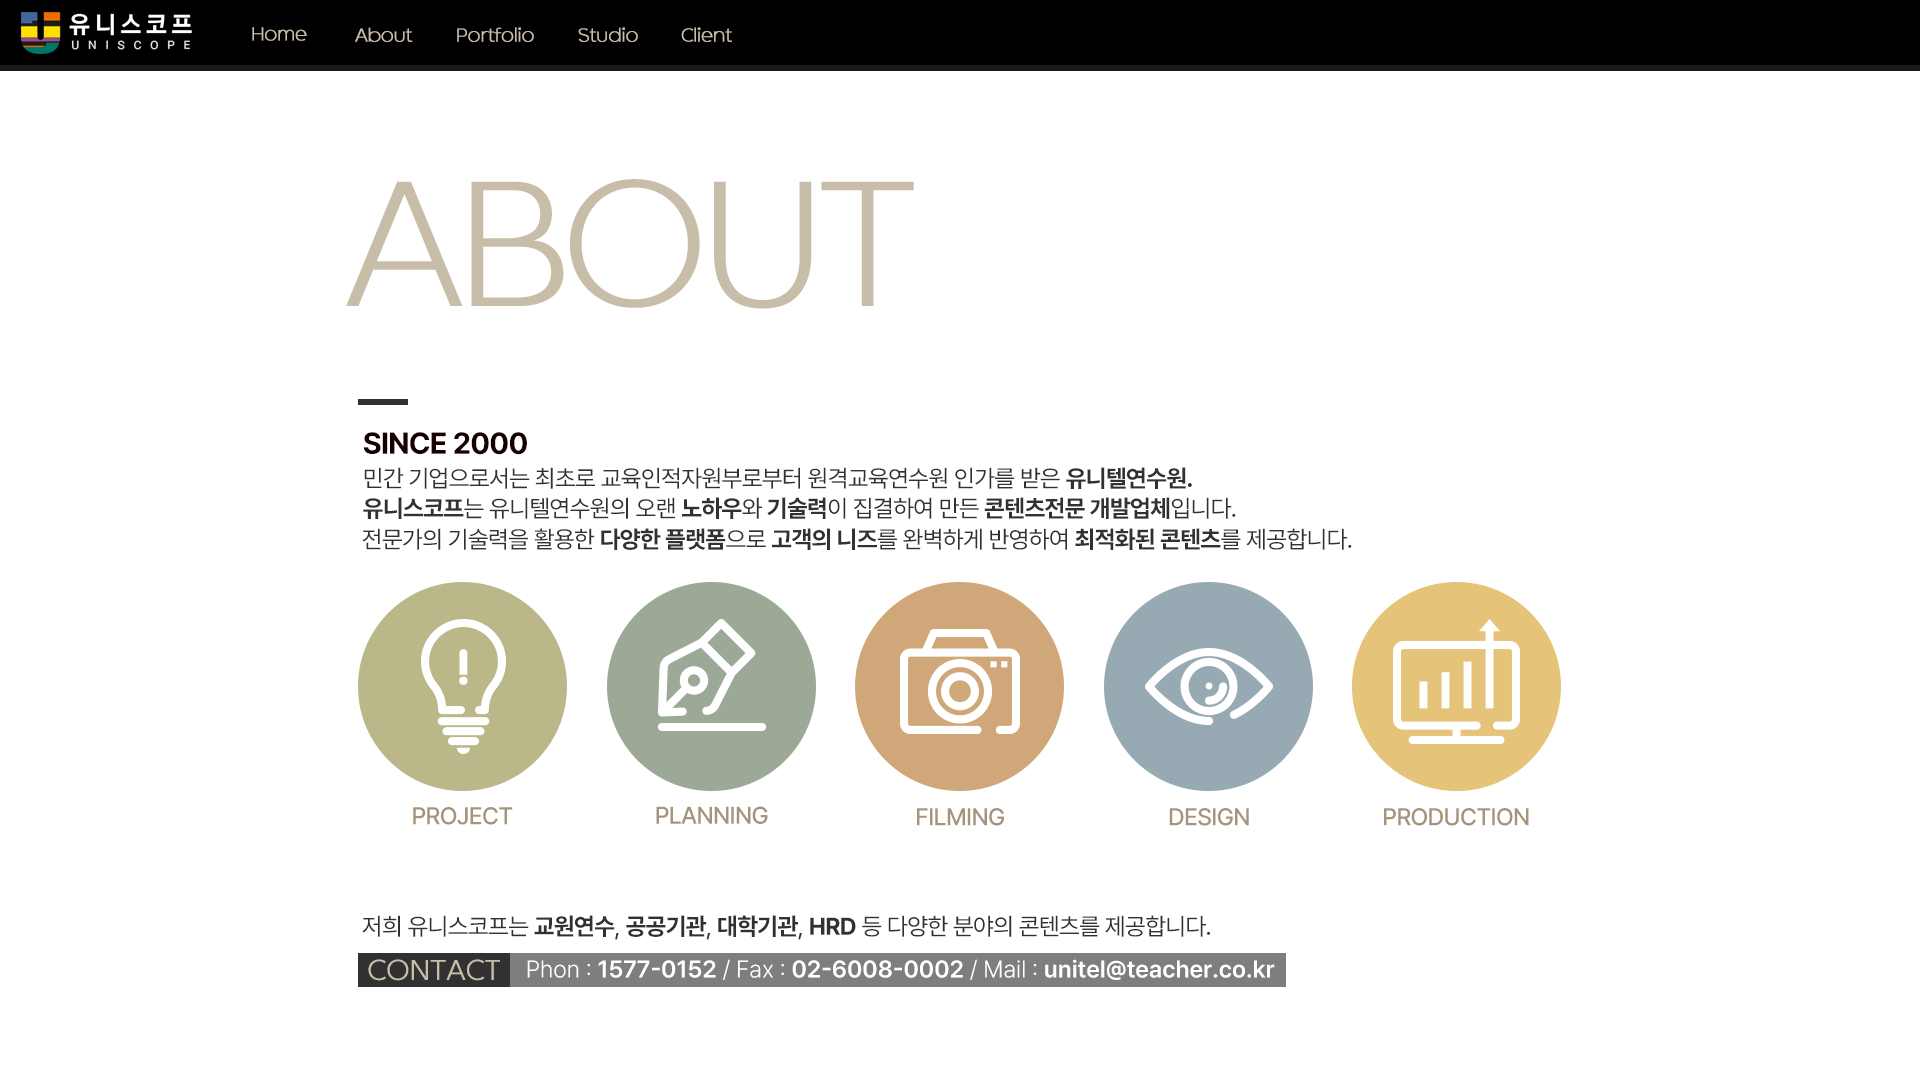 유니스코프
UNISCOPE
Home About Portfolio Studio Client
ABOUT
SINCE 2000
민간 기업으로서는 최초로 교육인적자원부로부터 원격교육연수원 인가를 받은 유니텔연수원.
유니스코프는 유니텔연수원의 오랜 노하우와 기술력이 집결하여 만든 콘텐츠전문 개발업체입니다.
전문가의 기술력을 활용한 다양한 플랫폼으로 고객의 니즈를 완벽하게 반영하여 최적화된 콘텐츠를 제공합니다.
PROJECT PLANNING FILMING DESIGN PRODUCTION
저희 유니스코프는 교원연수, 공공기관, 대학기관, HRD 등 다양한 분야의 콘텐츠를 제공합니다.
CONTACT Phon : 1577-0152 / Fax : 02-6008-0002 / Mail : unitel@teacher.co.kr